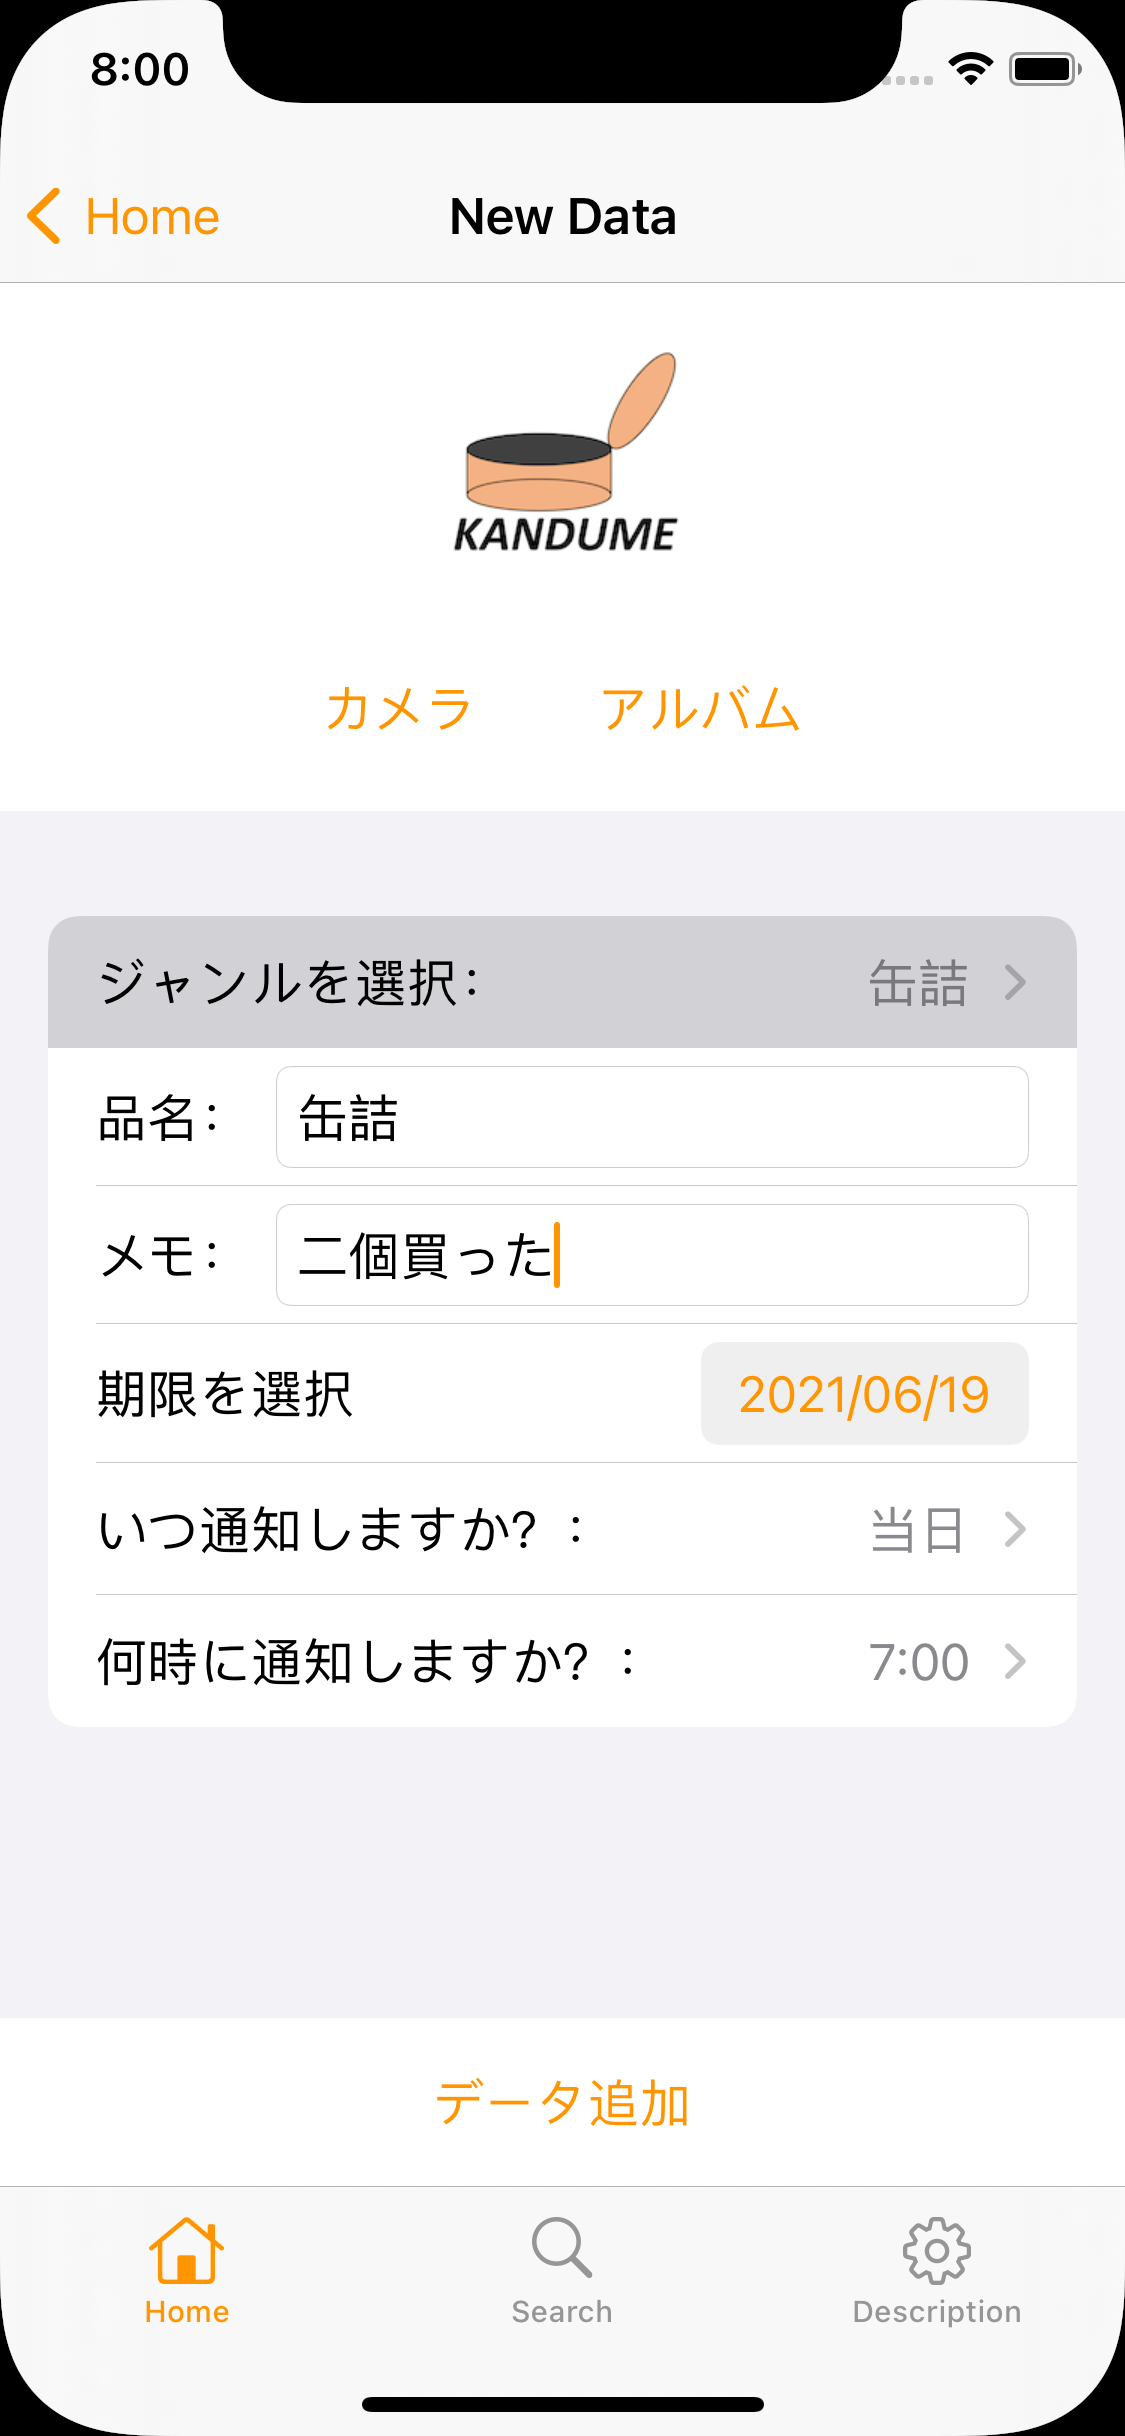 8:00
Home New Data
KANDUME
カメラ アルバム
ジャンルを選択: 缶詰
品名: 缶詰
メモ: 二個買った
期限を選択 2021/06/19
いつ通知しますか? : 当日
何時に通知しますか? : 7:00
データ追加
Home Search Description